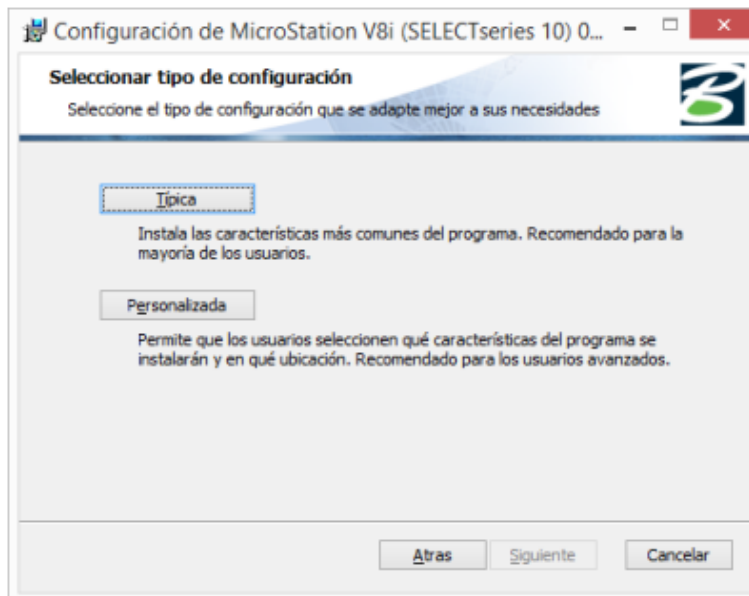 Configuración de MicroStation V8i (SELECTseries 10) 0...
Seleccionar tipo de configuración
Seleccione el tipo de configuración que se adapte mejor a sus necesidades
Típica
Instala las características más comunes del programa. Recomendado para la
mayoría de los usuarios.
Personalizada
Permite que los usuarios seleccionen qué características del programa se
instalarán y en qué ubicación. Recomendado para los usuarios avanzados.
Atras
Siguiente
Cancelar